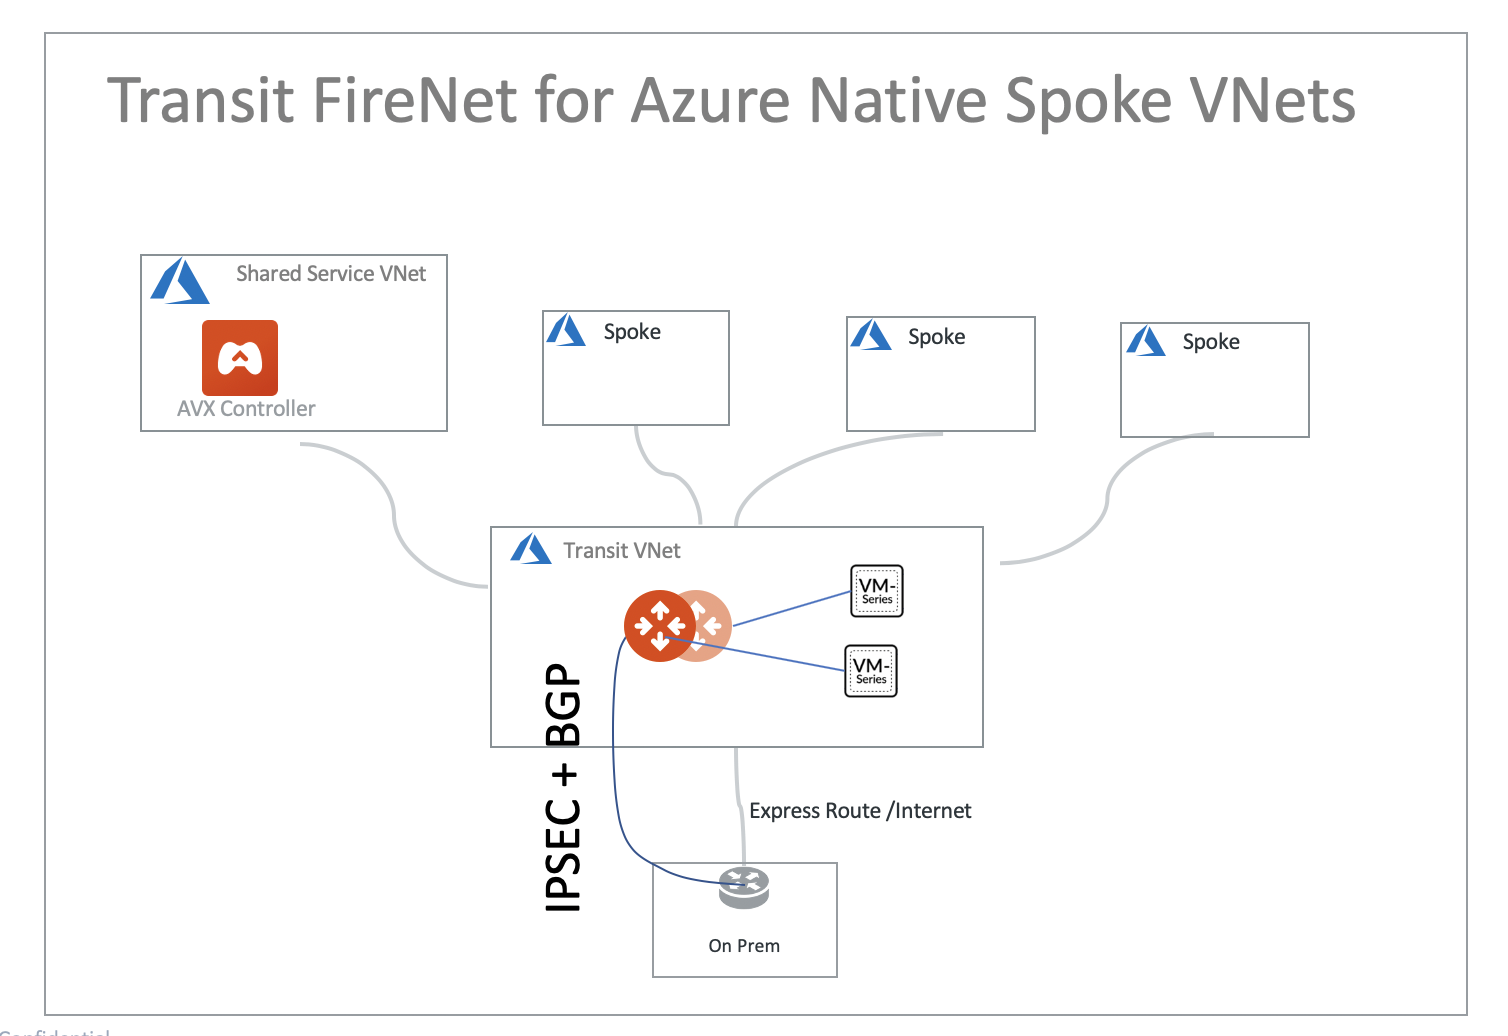 Transit FireNet for Azure Native Spoke VNets
Shared Service VNet
AVX Controller
Spoke
Spoke
Spoke
Transit VNet
VM-
Series
VM-
Series
IPSEC + BGP
Express Route /Internet
On Prem
Confidential